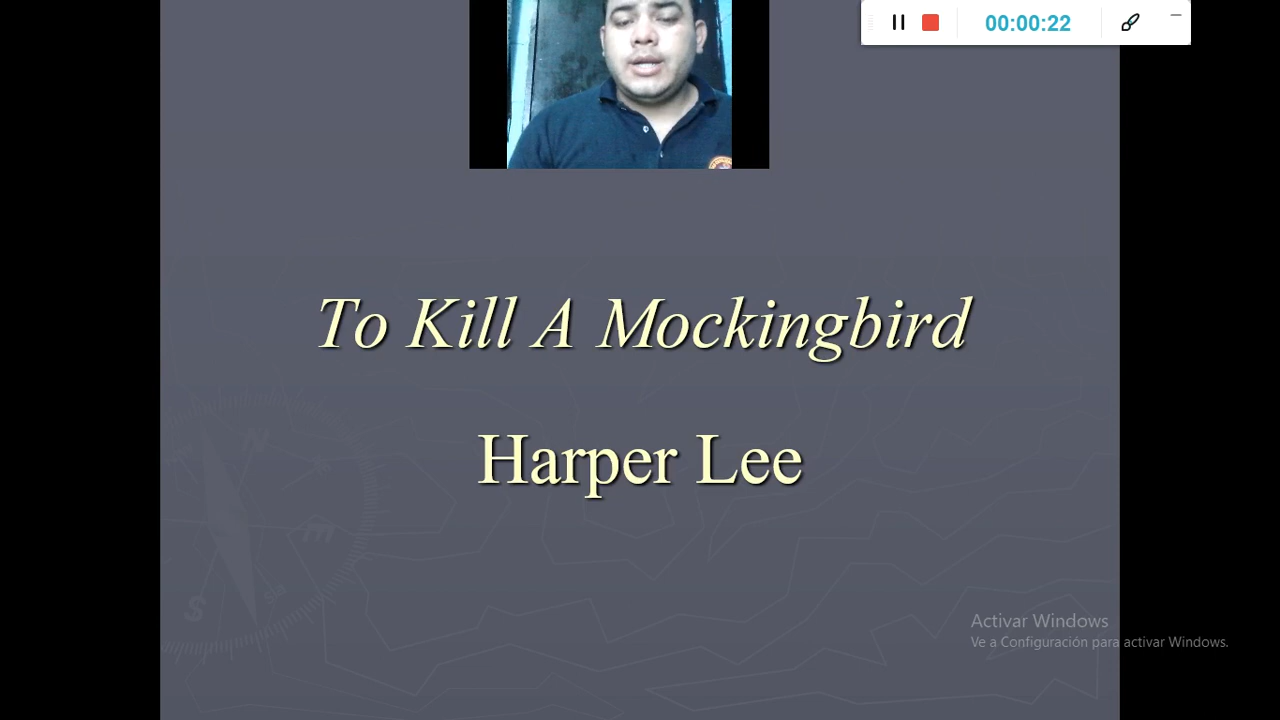 00:00:22
To Kill A Mockingbird
Harper Lee
Activar Windows
Ve a Configuración para activar Windows.